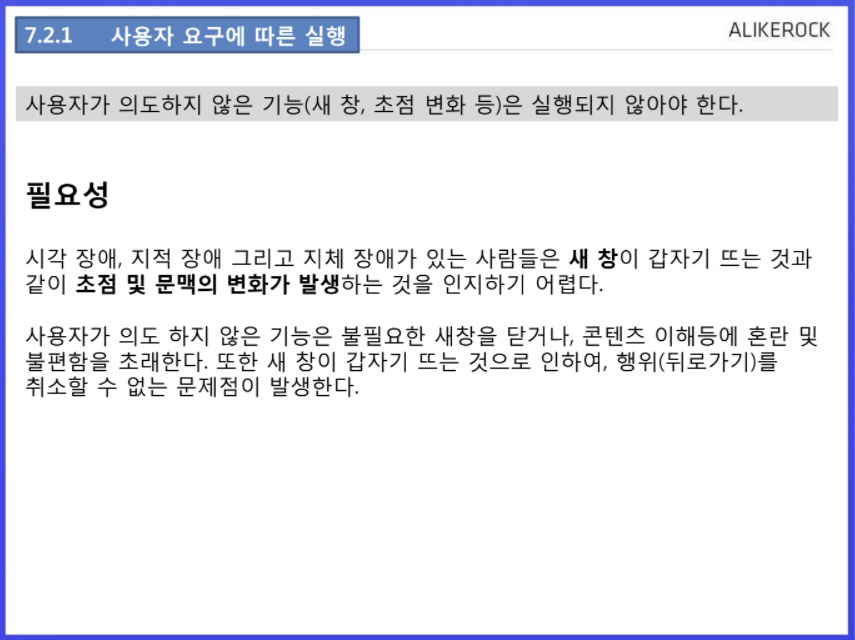 7.2.1 사용자 요구에 따른 실행
ALIKEROCK
사용자가 의도하지 않은 기능(새 창, 초점 변화 등)은 실행되지 않아야 한다.
필요성
시각 장애, 지적 장애 그리고 지체 장애가 있는 사람들은 새 창이 갑자기 뜨는 것과
같이 초점 및 문맥의 변화가 발생하는 것을 인지하기 어렵다.
사용자가 의도 하지 않은 기능은 불필요한 새창을 닫거나, 콘텐츠 이해등에 혼란 및
불편함을 초래한다. 또한 새 창이 갑자기 뜨는 것으로 인하여, 행위(뒤로가기)를
취소할 수 없는 문제점이 발생한다.